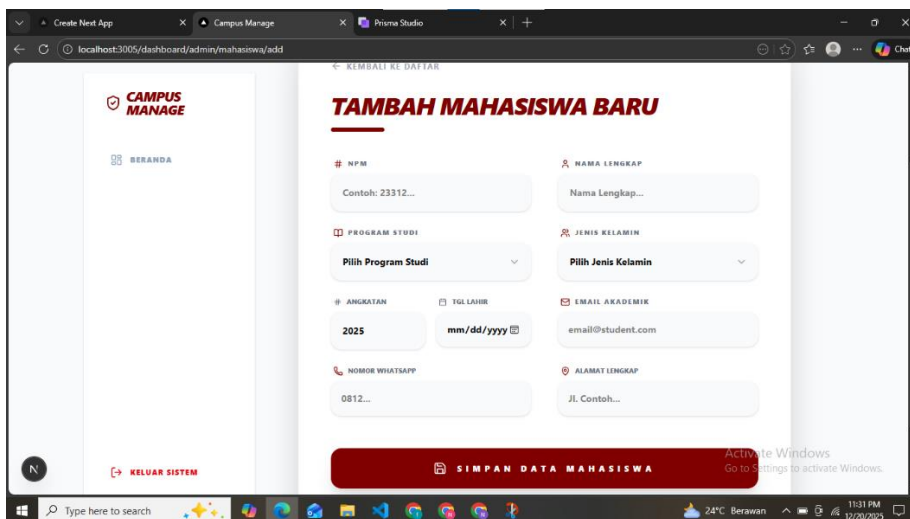 Create Next App
Campus Manage
Prisma Studio
localhost:3005/dashboard/admin/mahasiswa/add
Chat
CAMPUS
MANAGE
BERANDA
KELUAR SISTEM
N
← KEMBALI KE DAFTAR
TAMBAH MAHASISWA BARU
# NPM
Contoh: 23312...
NAMA LENGKAP
Nama Lengkap...
PROGRAM STUDI
Pilih Program Studi
JENIS KELAMIN
Pilih Jenis Kelamin
# ANGKATAN
2025
TGL LAHIR
mm/dd/yyyy
EMAIL AKADEMIK
email@student.com
NOMOR WHATSAPP
0812...
ALAMAT LENGKAP
Jl. Contoh...
SIMPAN DATA MAHASISWA
Activate Windows
Go to Settings to activate Windows.
Type here to search
24°C Berawan
11:31 PM
12/20/2025